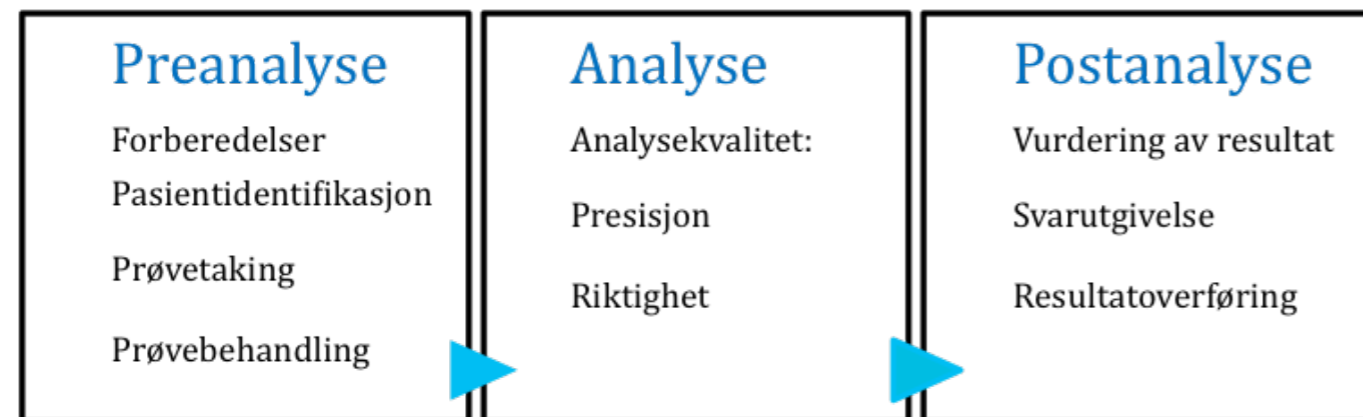 Preanalyse
Forberedelser
Pasientidentifikasjon
Prøvetaking
Prøvebehandling
Analyse
Analysekvalitet:
Presisjon
Riktighet
Postanalyse
Vurdering av resultat
Svarutgivelse
Resultatoverføring